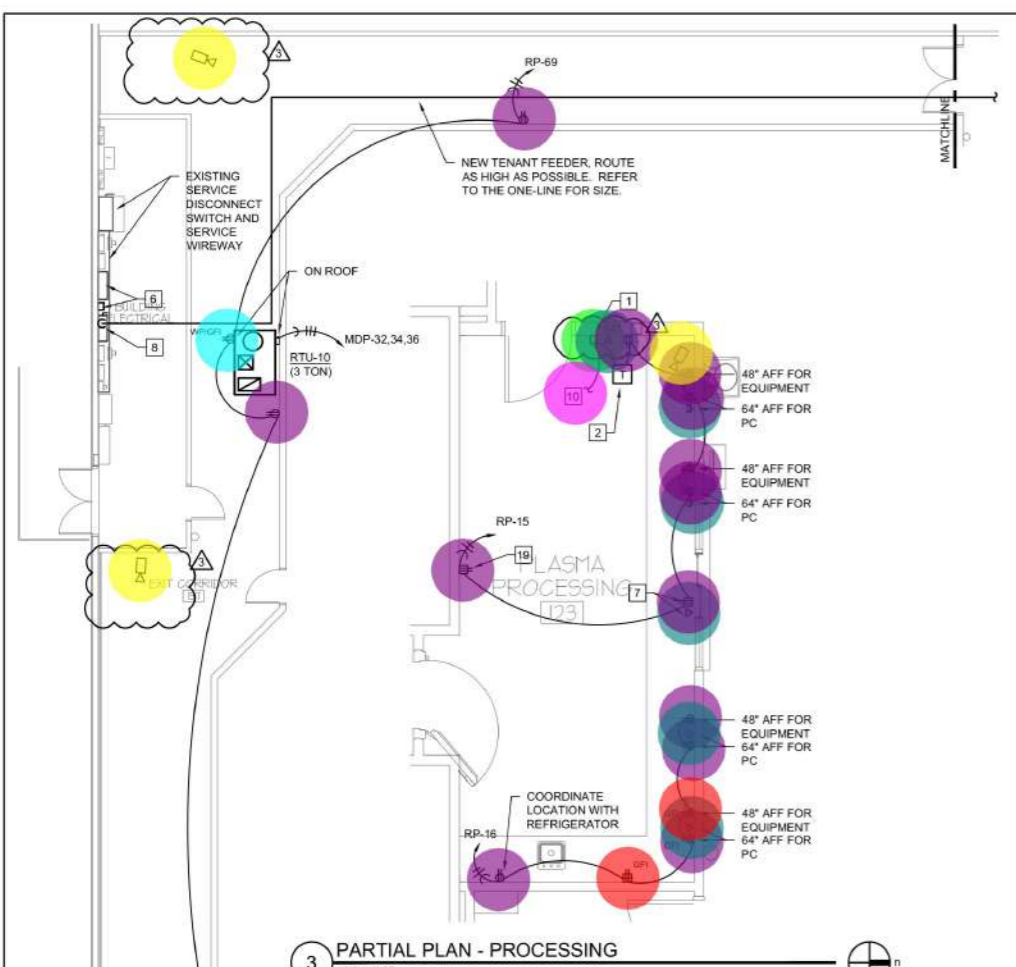 3
RP-69
MATCHLINE
NEW TENANT FEEDER, ROUTE
AS HIGH AS POSSIBLE. REFER
TO THE ONE-LINE FOR SIZE.
EXISTING
SERVICE
DISCONNECT
SWITCH AND
SERVICE
WIREWAY
ON ROOF
6
BUILDING
ELECTRICAL
8
WP/GFI
MDP-32,34,36
RTU-10
(3 TON)
1
3
10
1
2
48" AFF FOR
EQUIPMENT
64" AFF FOR
PC
48" AFF FOR
EQUIPMENT
64" AFF FOR
PC
RP-15
19
PLASMA
PROCESSING
123
7
3
EXIT CORRIDOR
48" AFF FOR
EQUIPMENT
64" AFF FOR
PC
COORDINATE
LOCATION WITH
REFRIGERATOR
48" AFF FOR
EQUIPMENT
64" AFF FOR
PC
RP-16
GFI
GFI
3
PARTIAL PLAN - PROCESSING
n